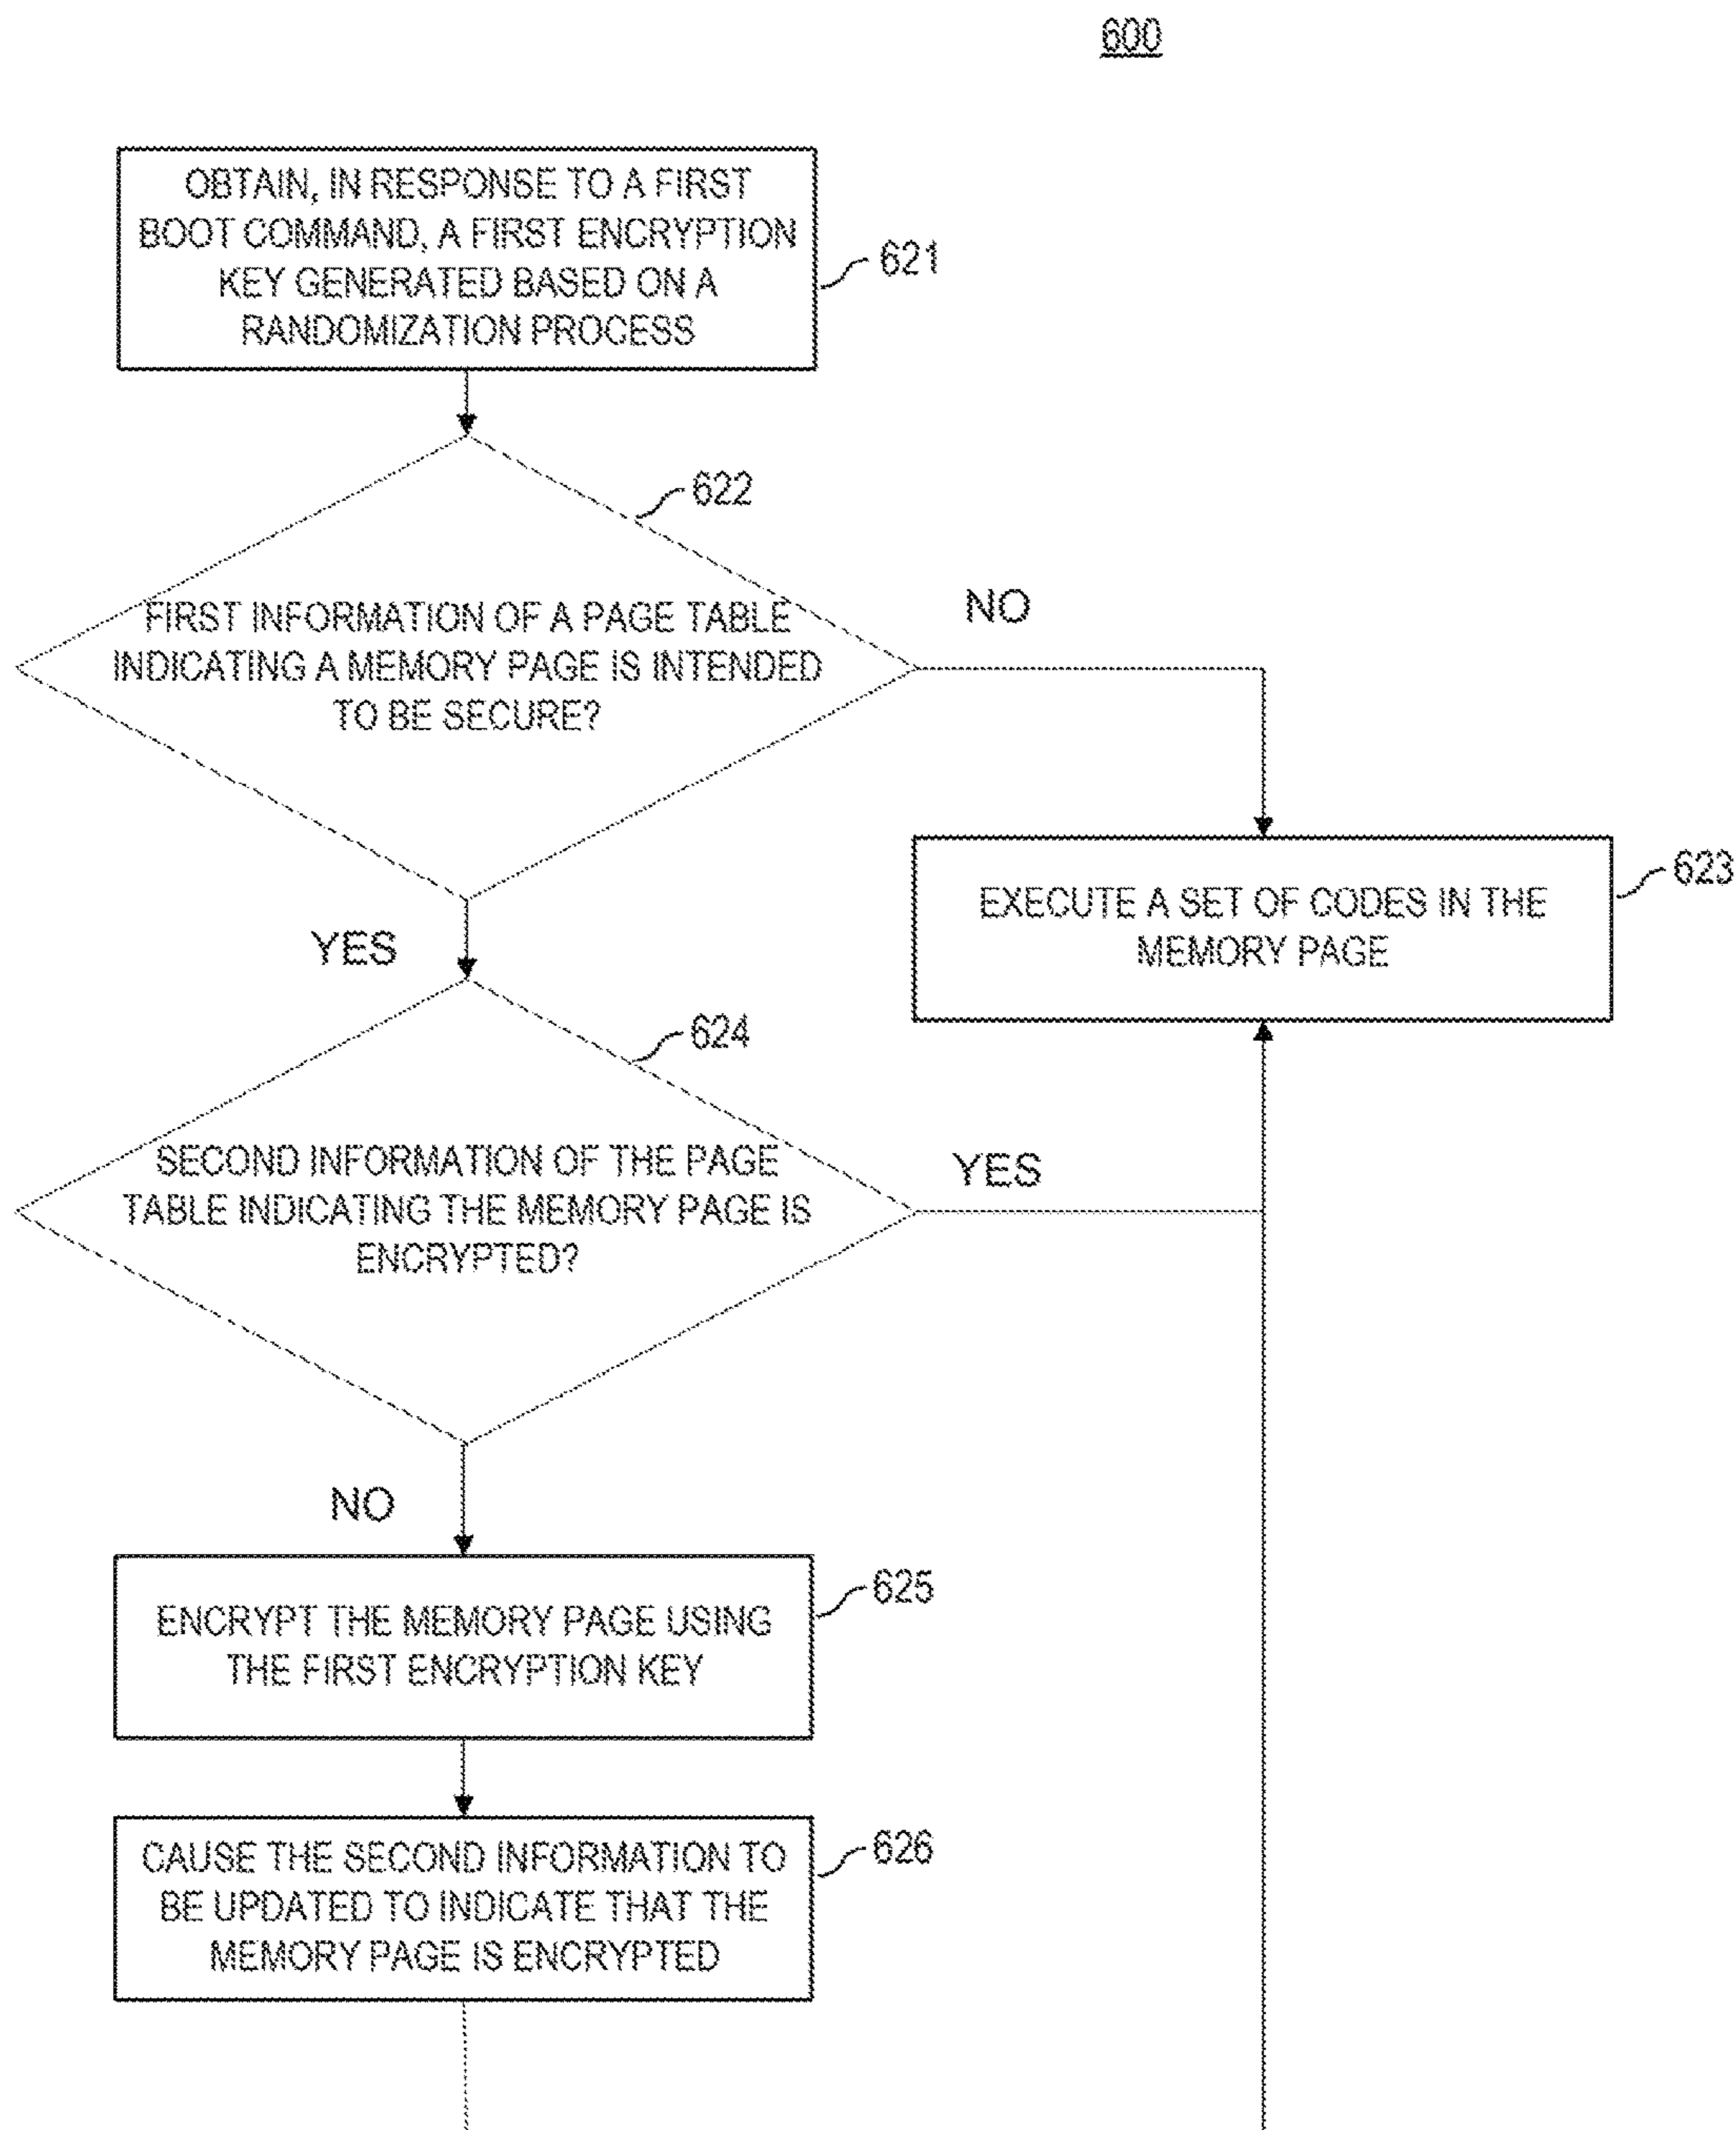 600
OBTAIN, IN RESPONSE TO A FIRST
BOOT COMMAND, A FIRST ENCRYPTION
KEY GENERATED BASED ON A
RANDOMIZATION PROCESS
621
622
FIRST INFORMATION OF A PAGE TABLE
INDICATING A MEMORY PAGE IS INTENDED
TO BE SECURE?
NO
EXECUTE A SET OF CODES IN THE
MEMORY PAGE
623
YES
624
SECOND INFORMATION OF THE PAGE
TABLE INDICATING THE MEMORY PAGE IS
ENCRYPTED?
YES
NO
ENCRYPT THE MEMORY PAGE USING
THE FIRST ENCRYPTION KEY
625
CAUSE THE SECOND INFORMATION TO
BE UPDATED TO INDICATE THAT THE
MEMORY PAGE IS ENCRYPTED
626